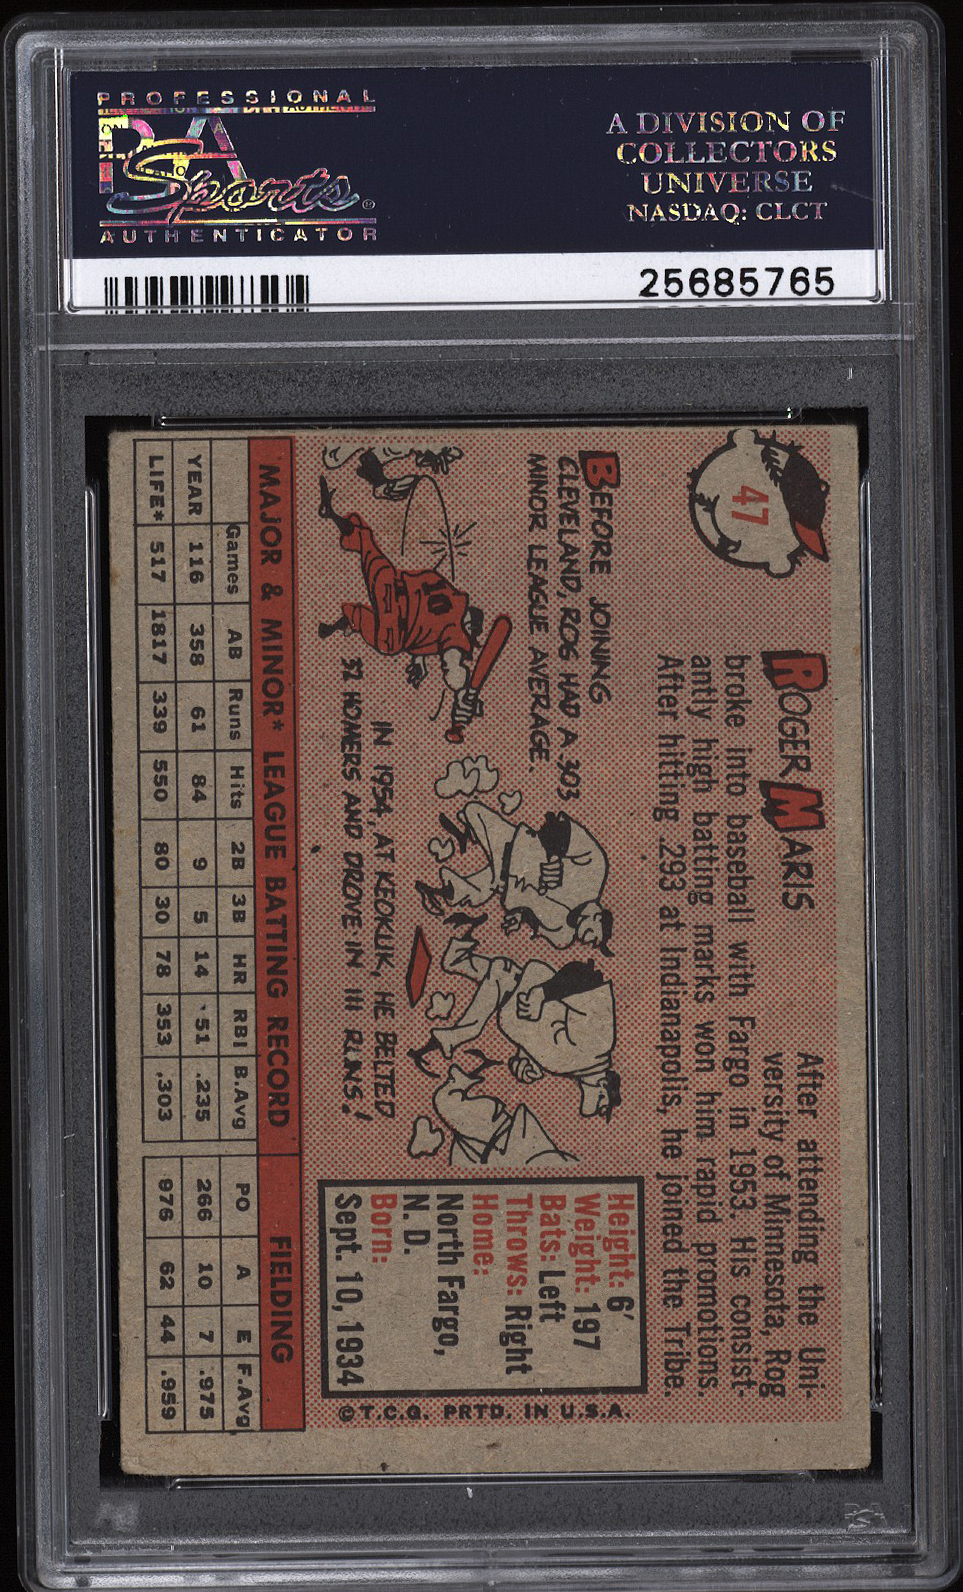 PROFESSIONAL
PSA
Sports ®
AUTHENTICATOR
A DIVISION OF
COLLECTORS
UNIVERSE
NASDAQ: CLCT
25685765
47
ROGER MARIS
After attending the Uni-
versity of Minnesota, Rog
broke into baseball with Fargo in 1953. His consist-
antly high batting marks won him rapid promotions.
After hitting .293 at Indianapolis, he joined the Tribe.
BEFORE JOINING
CLEVELAND, ROG HAD A .303
MINOR LEAGUE AVERAGE.
10
IN 1954, AT KEOKUK, HE BELTED
32 HOMERS AND DROVE IN 111 RUNS!
Height: 6'
Weight: 197
Bats: Left
Throws: Right
Home:
North Fargo,
N. D.
Born:
Sept. 10, 1934
MAJOR & MINOR* LEAGUE BATTING RECORD FIELDING
Games AB Runs Hits 2B 3B HR RBI B.Avg PO A E F.Avg.
YEAR 116 358 61 84 9 5 14 51 .235 266 10 7 .975
LIFE* 517 1817 339 550 80 30 78 353 .303 976 62 44 .959
© T.C.G. PRTD. IN U.S.A.
PSA